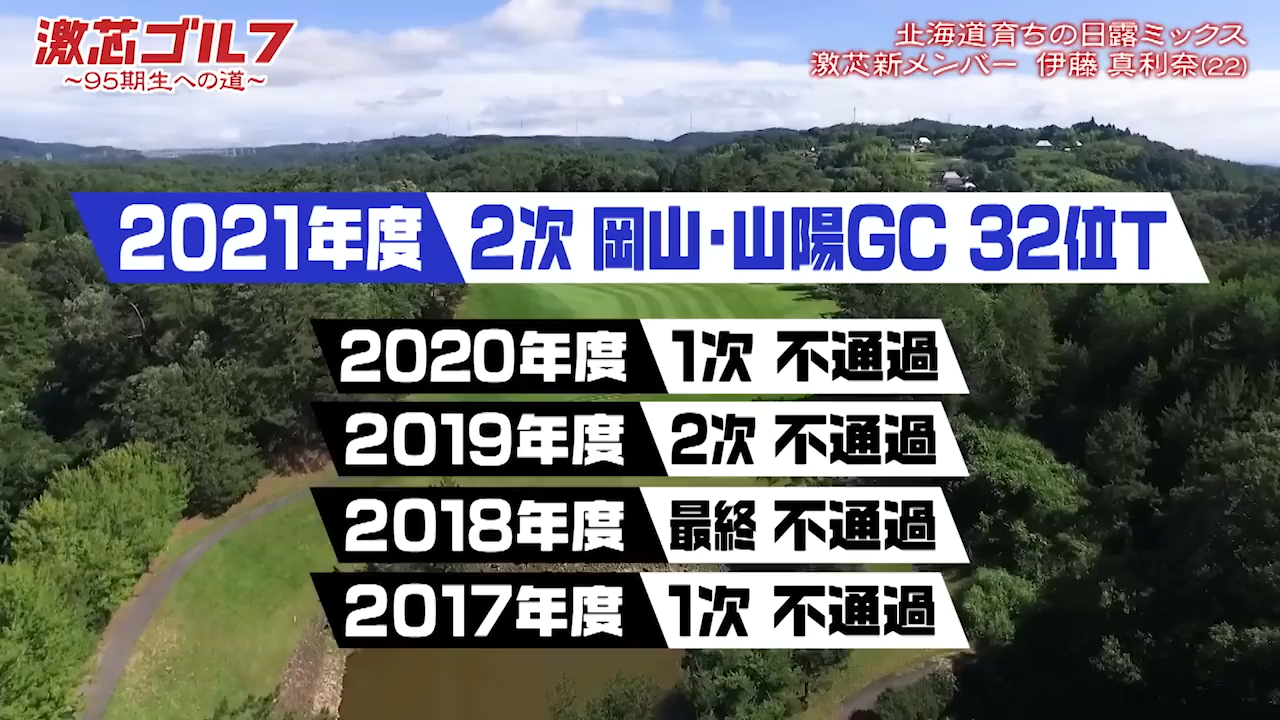 激芯ゴルフ
~95期生への道~
北海道育ちの日露ミックス
激芯新メンバー 伊藤 真利奈(22)
2021年度 2次 岡山・山陽GC 32位T
2020年度 1次 不通過
2019年度 2次 不通過
2018年度 最終 不通過
2017年度 1次 不通過